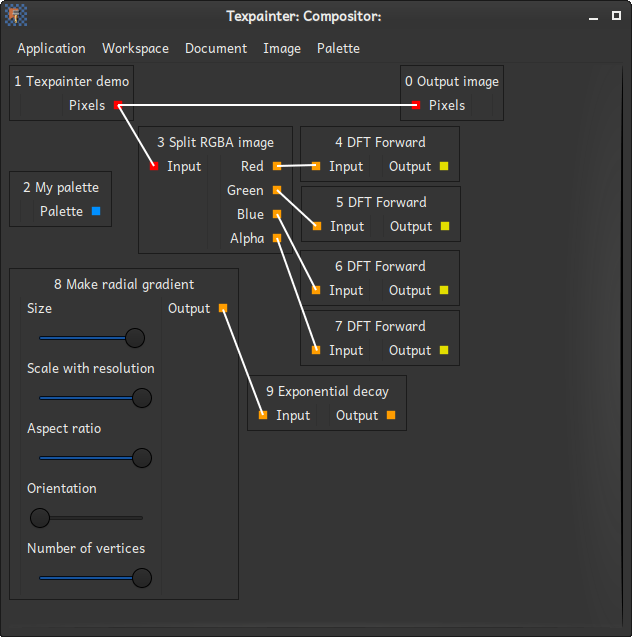 Texpainter: Compositor:
Application Workspace Document Image Palette
1 Texpainter demo
Pixels
0 Output image
Pixels
3 Split RGBA image
Input Red
Green
Blue
Alpha
4 DFT Forward
Input Output
5 DFT Forward
Input Output
2 My palette
Palette
6 DFT Forward
Input Output
7 DFT Forward
Input Output
8 Make radial gradient
Size Output
Scale with resolution
Aspect ratio
Orientation
Number of vertices
9 Exponential decay
Input Output